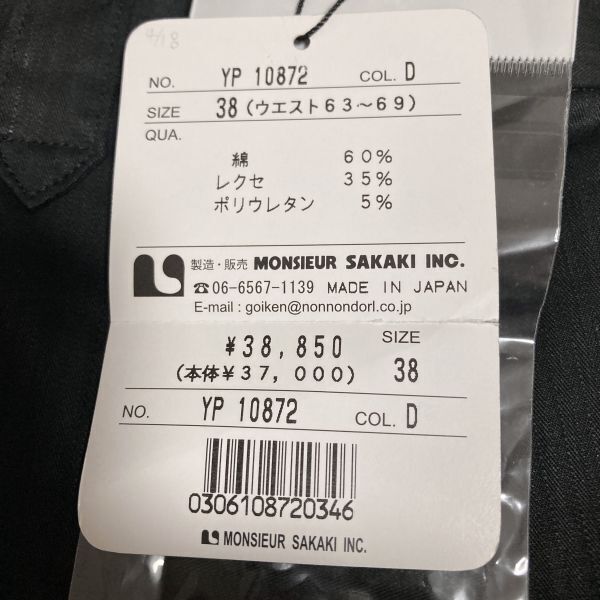 4/18
NO. YP 10872 COL. D
SIZE 38 (ウエスト63〜69)
QUA.
綿 60%
レクセ 35%
ポリウレタン 5%
製造・販売 MONSIEUR SAKAKI INC.
☎06-6567-1139 MADE IN JAPAN
E-mail : goiken@nonnondorl.co.jp
¥38,850 SIZE
(本体¥37,000) 38
NO. YP 10872 COL. D
0306108720346
MONSIEUR SAKAKI INC.